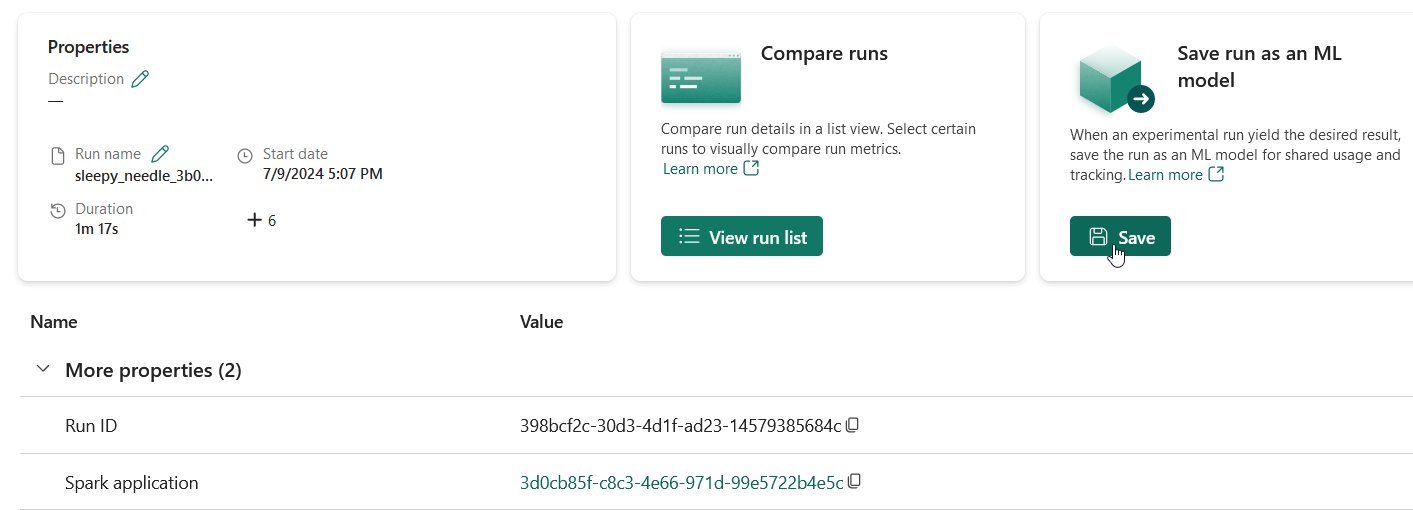 Properties
Description
—
Run name
sleepy_needle_3b0...
Start date
7/9/2024 5:07 PM
Duration
1m 17s
+ 6
Compare runs
Compare run details in a list view. Select certain
runs to visually compare run metrics.
Learn more
View run list
Save run as an ML
model
When an experimental run yield the desired result,
save the run as an ML model for shared usage and
tracking. Learn more
Save
Name Value
More properties (2)
Run ID 398bcf2c-30d3-4d1f-ad23-14579385684c
Spark application 3d0cb85f-c8c3-4e66-971d-99e5722b4e5c